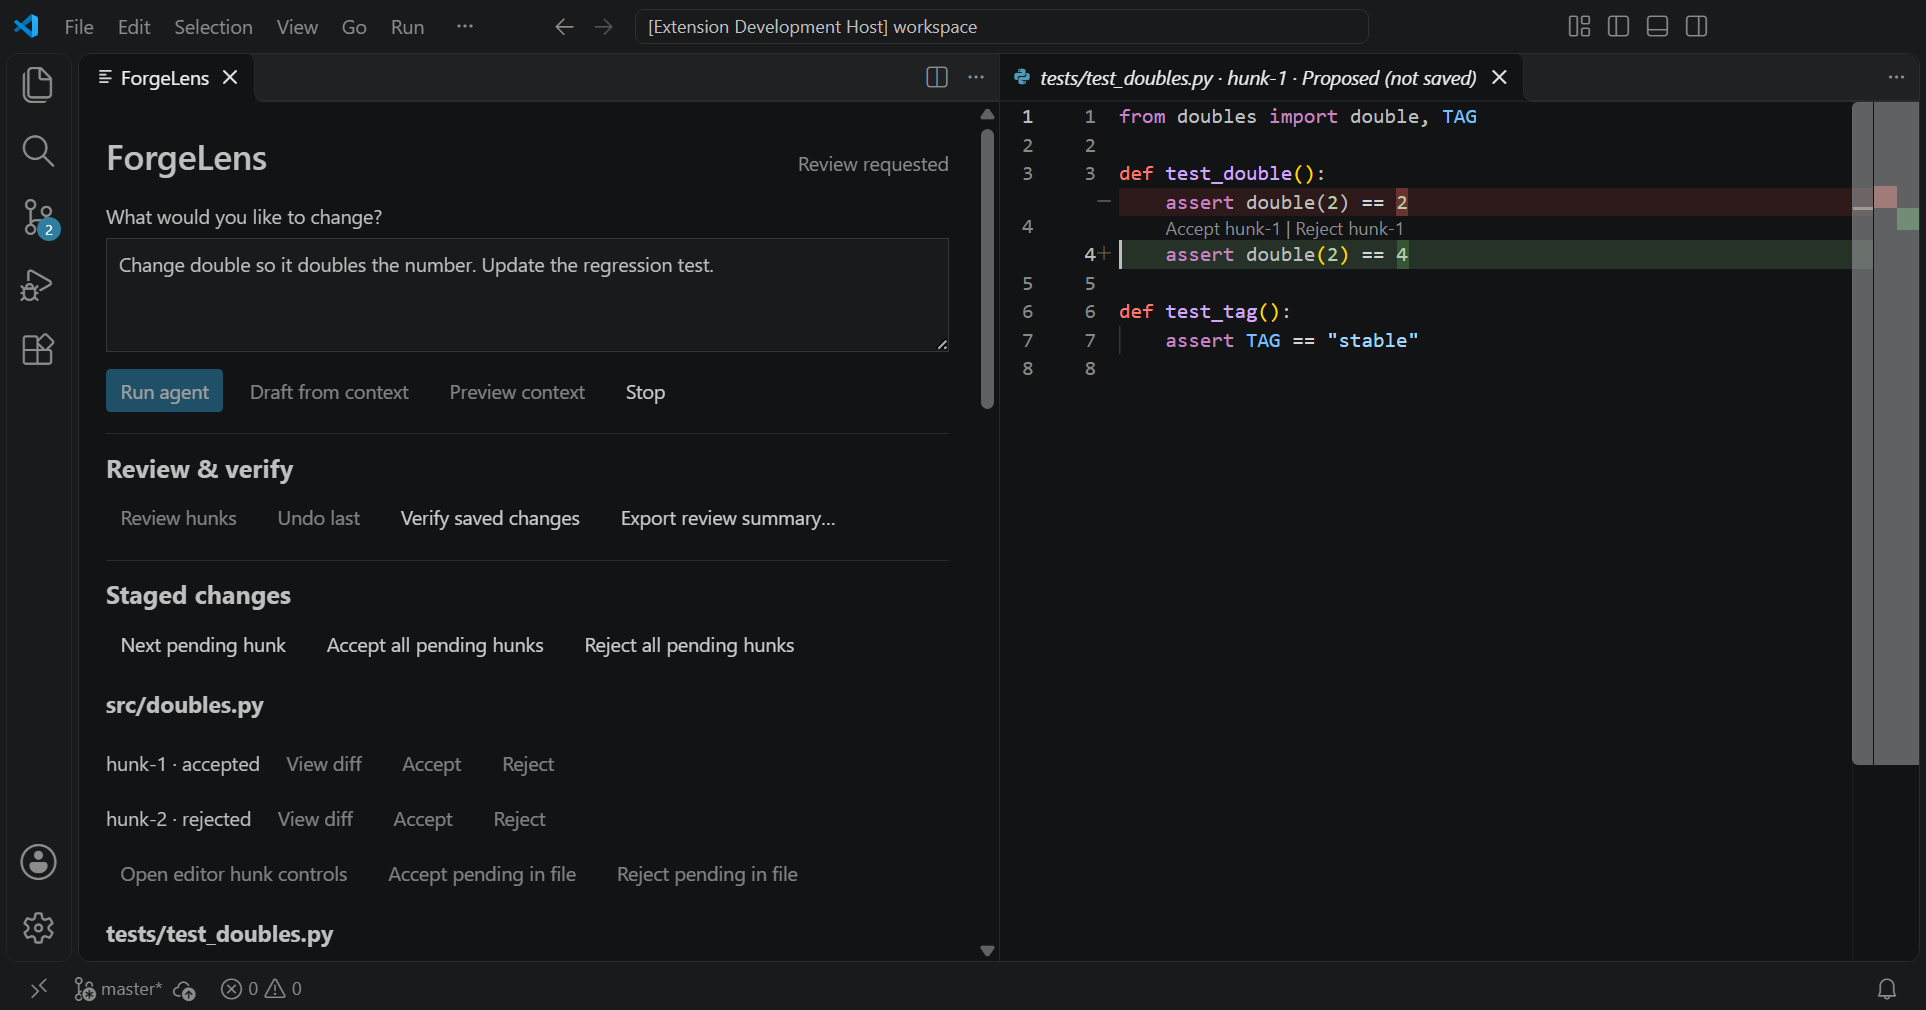 File Edit Selection View Go Run ··· [Extension Development Host] workspace
ForgeLens
ForgeLens
Review requested
What would you like to change?
Change double so it doubles the number. Update the regression test.
Run agent Draft from context Preview context Stop
Review & verify
Review hunks Undo last Verify saved changes Export review summary...
Staged changes
Next pending hunk Accept all pending hunks Reject all pending hunks
src/doubles.py
hunk-1 · accepted View diff Accept Reject
hunk-2 · rejected View diff Accept Reject
Open editor hunk controls Accept pending in file Reject pending in file
tests/test_doubles.py
tests/test_doubles.py · hunk-1 · Proposed (not saved)
1 1 from doubles import double, TAG
2 2
3 3 def test_double():
— assert double(2) == 2
4 Accept hunk-1 | Reject hunk-1
4+ assert double(2) == 4
5 5
6 6 def test_tag():
7 7 assert TAG == "stable"
8 8
2
master* 0 0